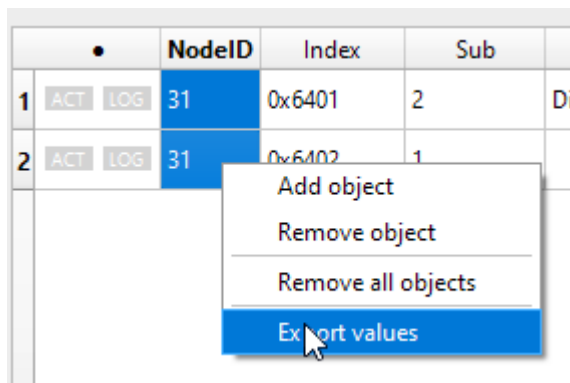 • NodeID Index Sub
1 ACT LOG 31 0x6401 2 Di
2 ACT LOG 31 0x6402 1
Add object
Remove object
Remove all objects
Export values